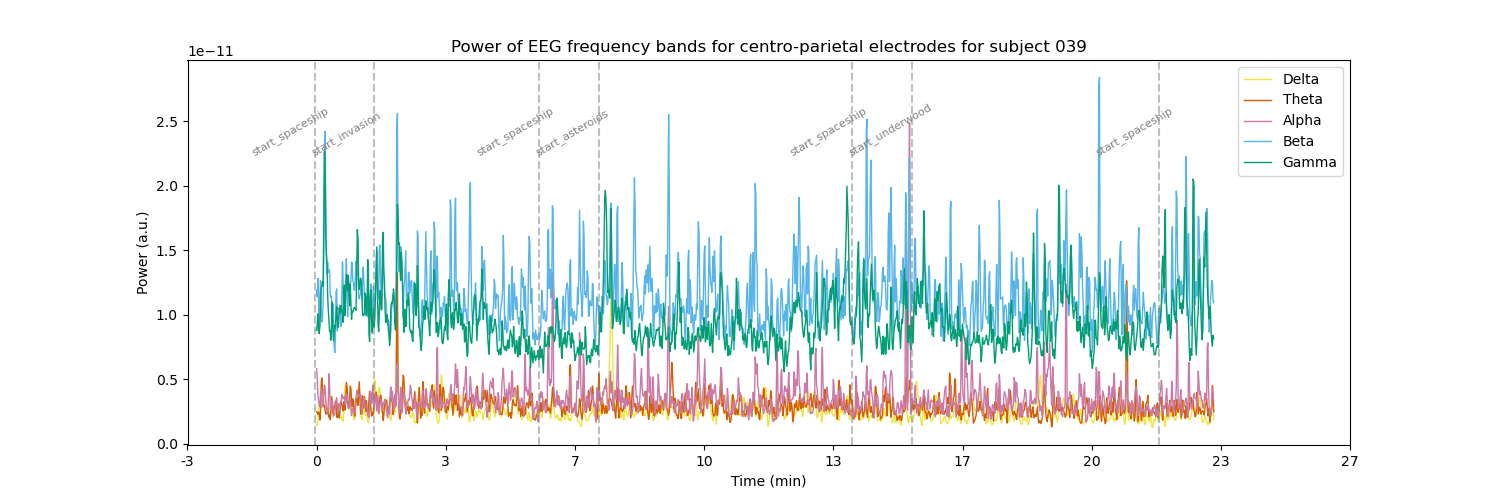 Power of EEG frequency bands for centro-parietal electrodes for subject 039
1e−11
Delta
Theta
Alpha
Beta
Gamma
start_spaceship
start_invasion
start_spaceship
start_asteroids
start_spaceship
start_underwood
start_spaceship
2.5
2.0
1.5
1.0
0.5
0.0
Power (a.u.)
-3 0 3 7 10 13 17 20 23 27
Time (min)